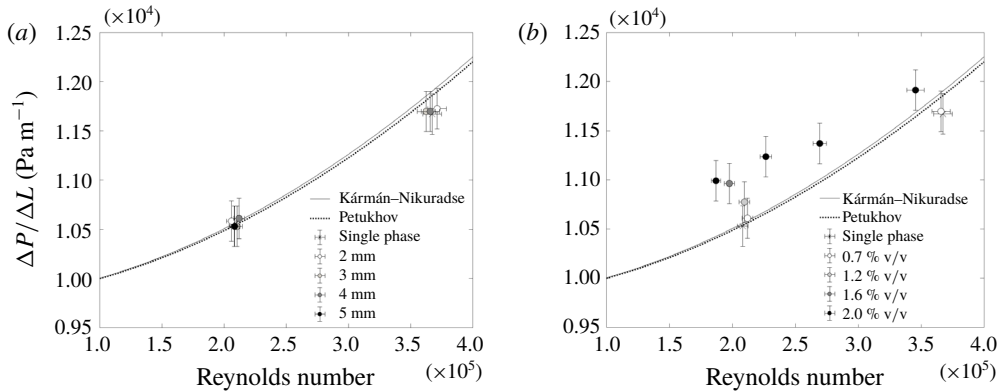 (a)
(×10⁴)
1.25
1.20
1.15
1.10
1.05
1.00
0.95
ΔP/ΔL (Pa m⁻¹)
Kármán–Nikuradse
Petukhov
Single phase
2 mm
3 mm
4 mm
5 mm
1.0 1.5 2.0 2.5 3.0 3.5 4.0
Reynolds number (×10⁵)
(b)
(×10⁴)
1.25
1.20
1.15
1.10
1.05
1.00
0.95
Kármán–Nikuradse
Petukhov
Single phase
0.7 % v/v
1.2 % v/v
1.6 % v/v
2.0 % v/v
1.0 1.5 2.0 2.5 3.0 3.5 4.0
Reynolds number (×10⁵)